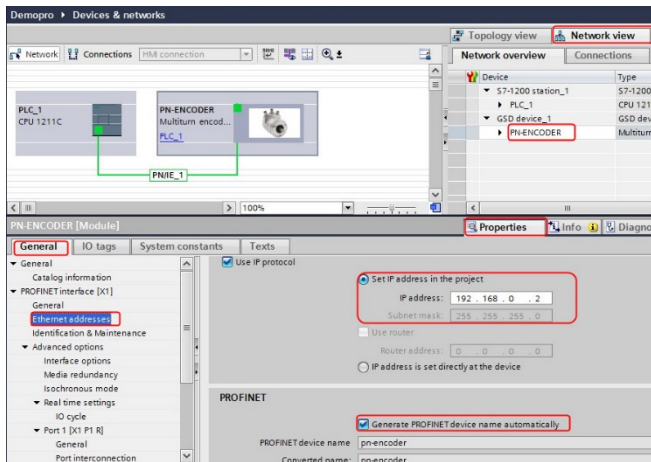 Demopro ▸ Devices & networks
Topology view
Network view
Network
Connections
HMI connection
Network overview
Connections
Device
Type
S7-1200 station_1
S7-1200
PLC_1
CPU 121
GSD device_1
GSD dev
PN-ENCODER
Multiturn
PLC_1
CPU 1211C
PN-ENCODER
Multiturn encod...
PLC_1
PN/IE_1
100%
PN-ENCODER [Module]
Properties
Info
Diagno
General
IO tags
System constants
Texts
General
Catalog information
PROFINET interface [X1]
General
Ethernet addresses
Identification & Maintenance
Advanced options
Interface options
Media redundancy
Isochronous mode
Real time settings
IO cycle
Port 1 [X1 P1 R]
General
Port interconnection
Use IP protocol
Set IP address in the project
IP address: 192 . 168 . 0 . 2
Subnet mask: 255 . 255 . 255 . 0
Use router
Router address: 0 . 0 . 0 . 0
IP address is set directly at the device
PROFINET
Generate PROFINET device name automatically
PROFINET device name pn-encoder
Converted name: pn-encoder